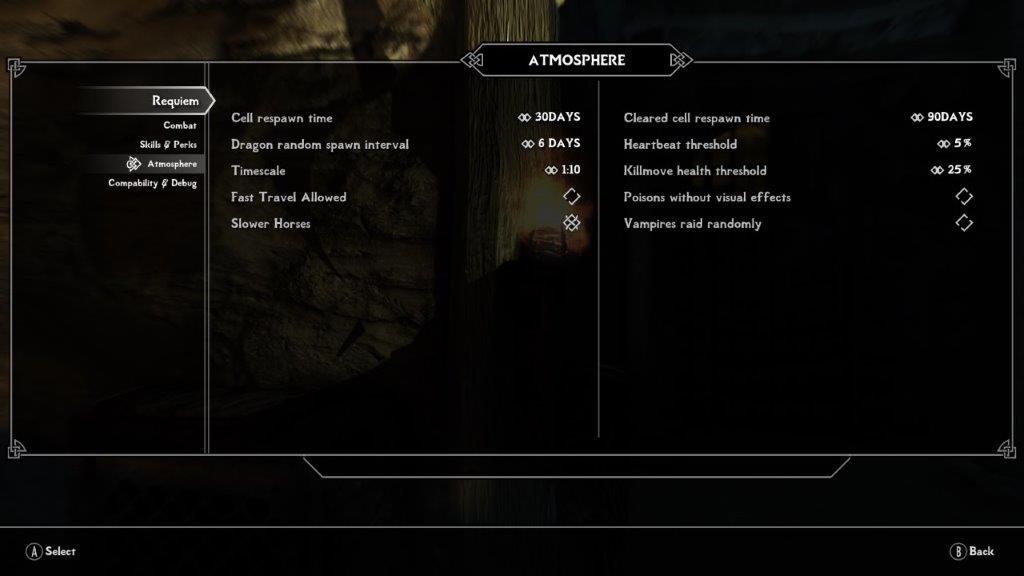 ATMOSPHERE
Requiem
Combat
Skills & Perks
Atmosphere
Compability & Debug
Cell respawn time 30DAYS
Dragon random spawn interval 6 DAYS
Timescale 1:10
Fast Travel Allowed
Slower Horses
Cleared cell respawn time 90DAYS
Heartbeat threshold 5%
Killmove health threshold 25%
Poisons without visual effects
Vampires raid randomly
A Select
B Back